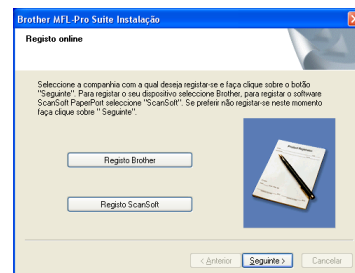 Brother MFL-Pro Suite Instalação
Registo online
Seleccione a companhia com a qual deseja registar-se e faça clique sobre o botão
"Seguinte". Para registar o seu dispositivo seleccione Brother, para registar o software
ScanSoft PaperPort seleccione "ScanSoft". Se preferir não registar-se neste momento
faça clique sobre " Seguinte".
Registo Brother
Registo ScanSoft
< Anterior
Seguinte >
Cancelar